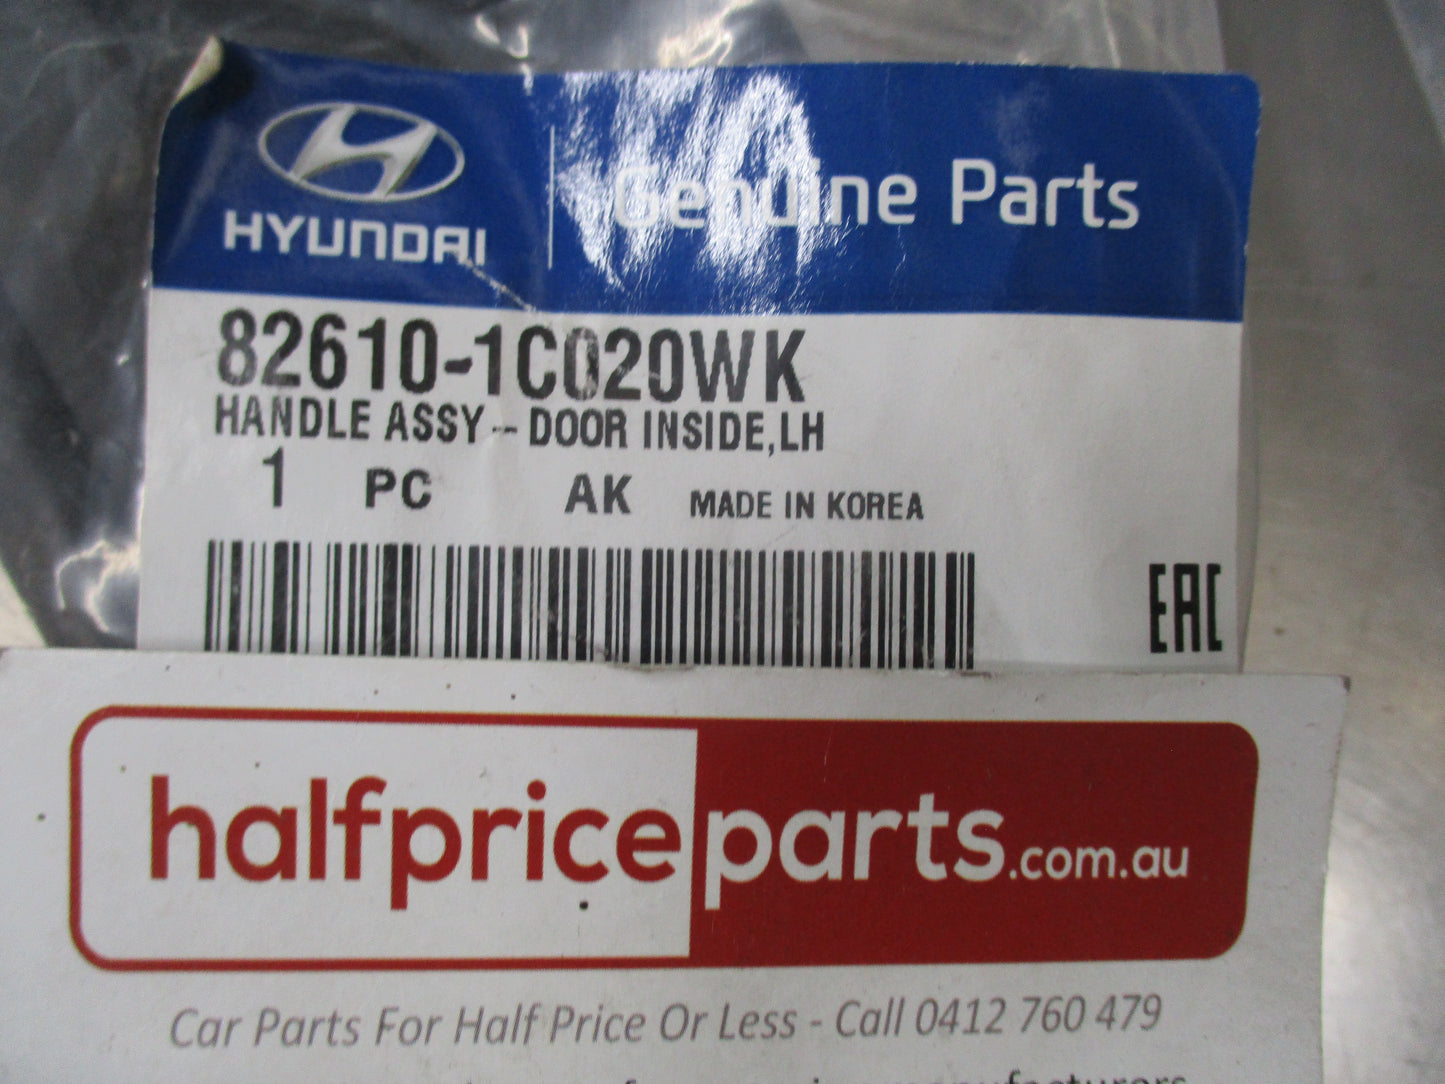 HYUNDAI
Genuine Parts
82610-1C020WK
HANDLE ASSY-- DOOR INSIDE,LH
1 PC AK MADE IN KOREA
EAC
halfpriceparts.com.au
Car Parts For Half Price Or Less - Call 0412 760 479